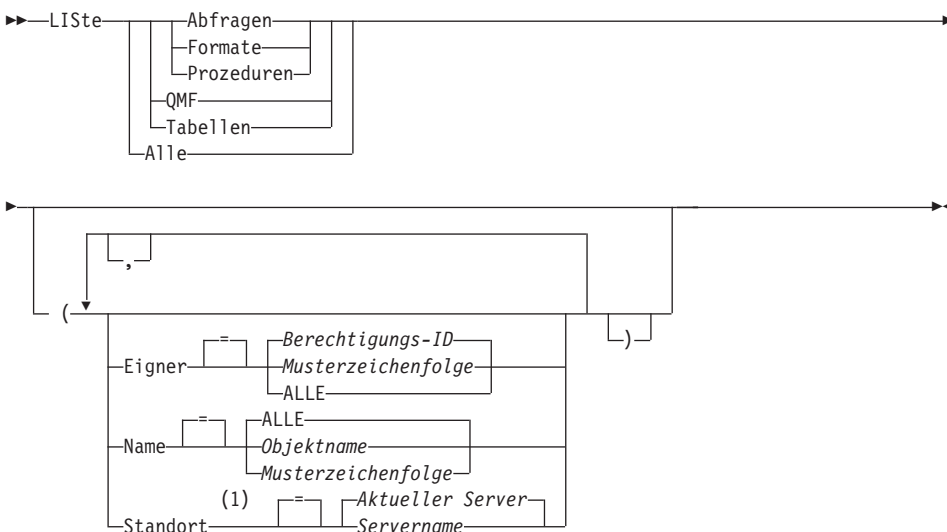 LISte Abfragen
Formate
Prozeduren
QMF
Tabellen
Alle
,
(
)
Eigner = Berechtigungs-ID
Musterzeichenfolge
ALLE
Name = ALLE
Objektname
Musterzeichenfolge
(1)
Standort = Aktueller Server
Servername